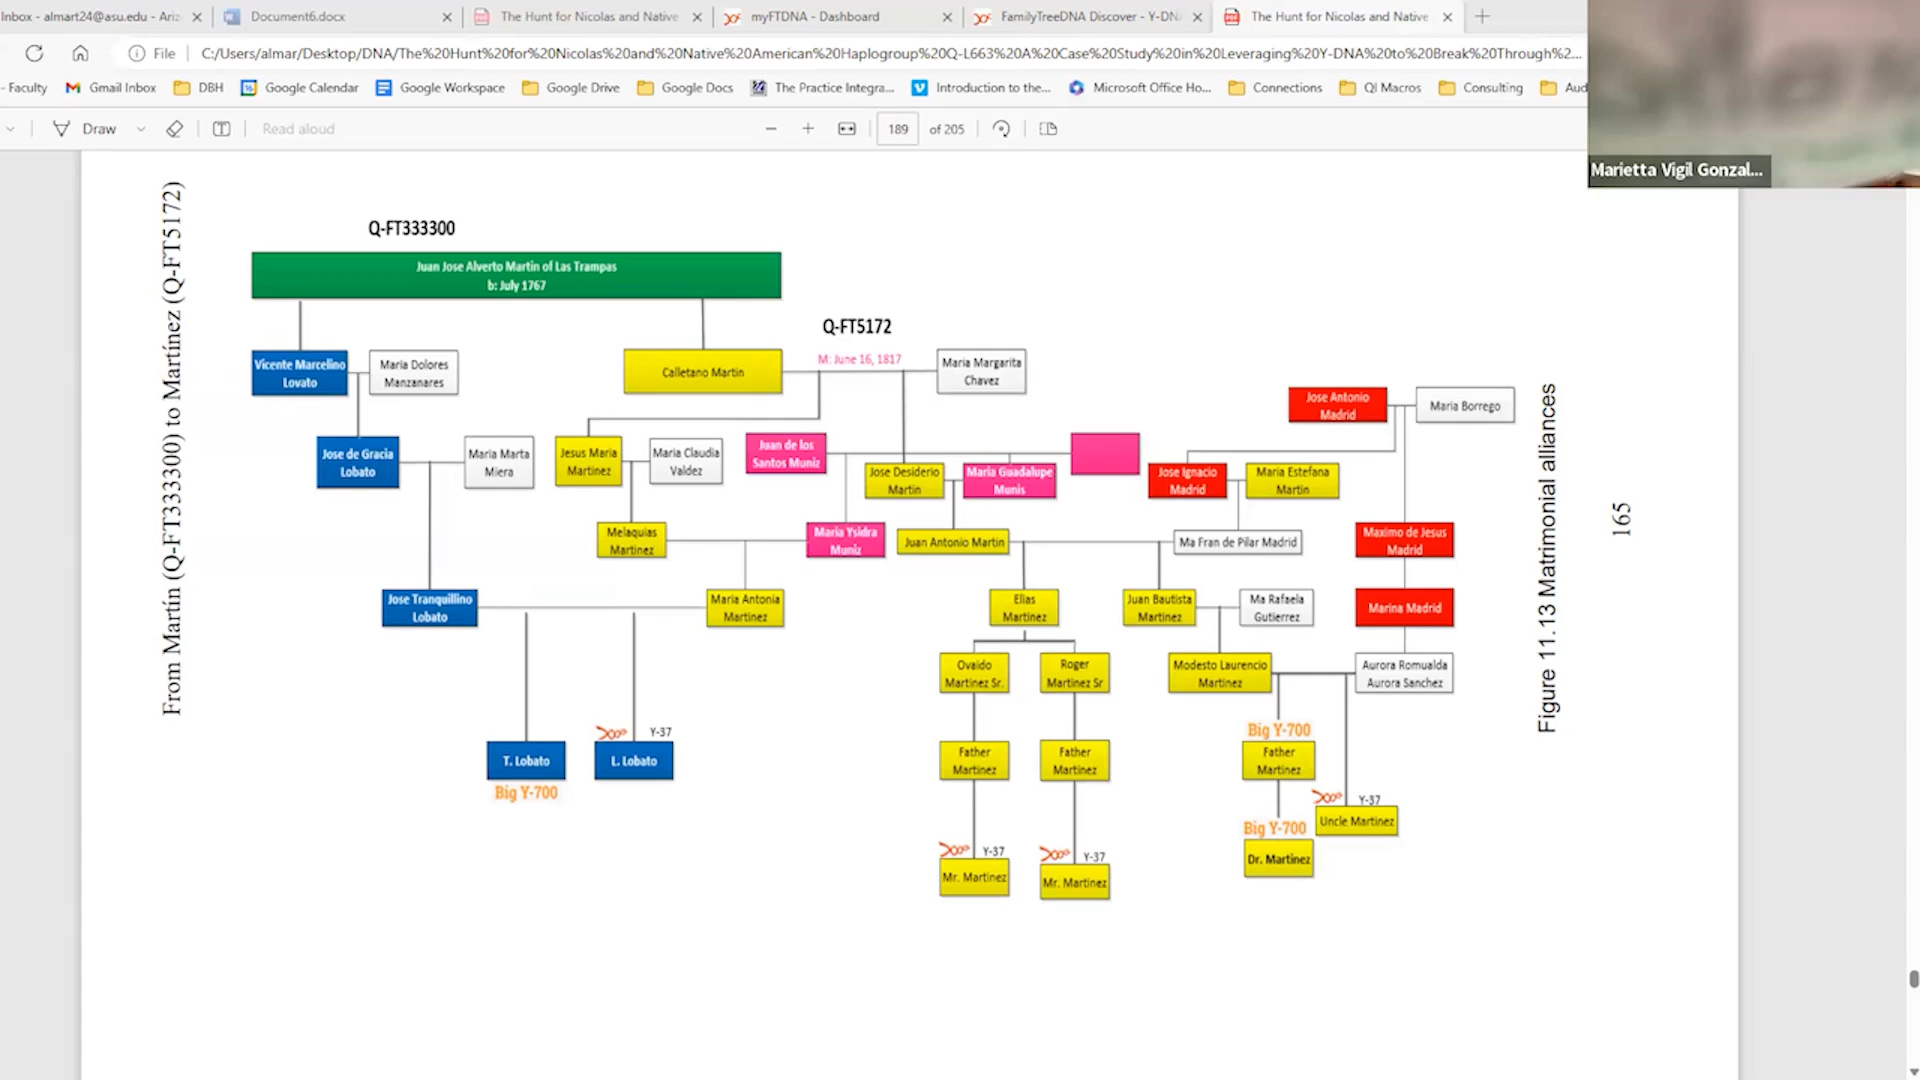 Inbox - almart24@asu.edu - Ariz
Document6.docx
The Hunt for Nicolas and Native
myFTDNA - Dashboard
FamilyTreeDNA Discover - Y-DN
The Hunt for Nicolas and Native
File
C:/Users/almar/Desktop/DNA/The%20Hunt%20for%20Nicolas%20and%20Native%20American%20Haplogroup%20Q-L663%20A%20Case%20Study%20in%20Leveraging%20Y-DNA%20to%20Break%20Through%2...
- Faculty
Gmail Inbox
DBH
Google Calendar
Google Workspace
Google Drive
Google Docs
The Practice Integra...
Introduction to the...
Microsoft Office Ho...
Connections
QI Macros
Consulting
Aud
Draw
Read aloud
189
of 205
Marietta Vigil Gonzal...
From Martín (Q-FT333300) to Martínez (Q-FT5172)
Q-FT333300
Juan Jose Alverto Martin of Las Trampas
b: July 1767
Q-FT5172
Vicente Marcelino
Lovato
Maria Dolores
Manzanares
Calletano Martin
M: June 16, 1817
Maria Margarita
Chavez
Jose Antonio
Madrid
Maria Borrego
Jose de Gracia
Lobato
Maria Marta
Miera
Jesus Maria
Martinez
Maria Claudia
Valdez
Juan de los
Santos Muniz
Jose Desiderio
Martin
Maria Guadalupe
Munis
Jose Ignacio
Madrid
Maria Estefana
Martin
Melaquias
Martinez
Maria Ysidra
Muniz
Juan Antonio Martin
Ma Fran de Pilar Madrid
Maximo de Jesus
Madrid
Jose Tranquillino
Lobato
Maria Antonia
Martinez
Elias
Martinez
Juan Bautista
Martinez
Ma Rafaela
Gutierrez
Marina Madrid
Ovaido
Martinez Sr.
Roger
Martinez Sr
Modesto Laurencio
Martinez
Aurora Romualda
Aurora Sanchez
Y-37
T. Lobato
Big Y-700
L. Lobato
Father
Martinez
Father
Martinez
Big Y-700
Father
Martinez
Y-37
Uncle Martinez
Big Y-700
Dr. Martinez
Y-37
Mr. Martinez
Y-37
Mr. Martinez
Figure 11.13 Matrimonial alliances
165